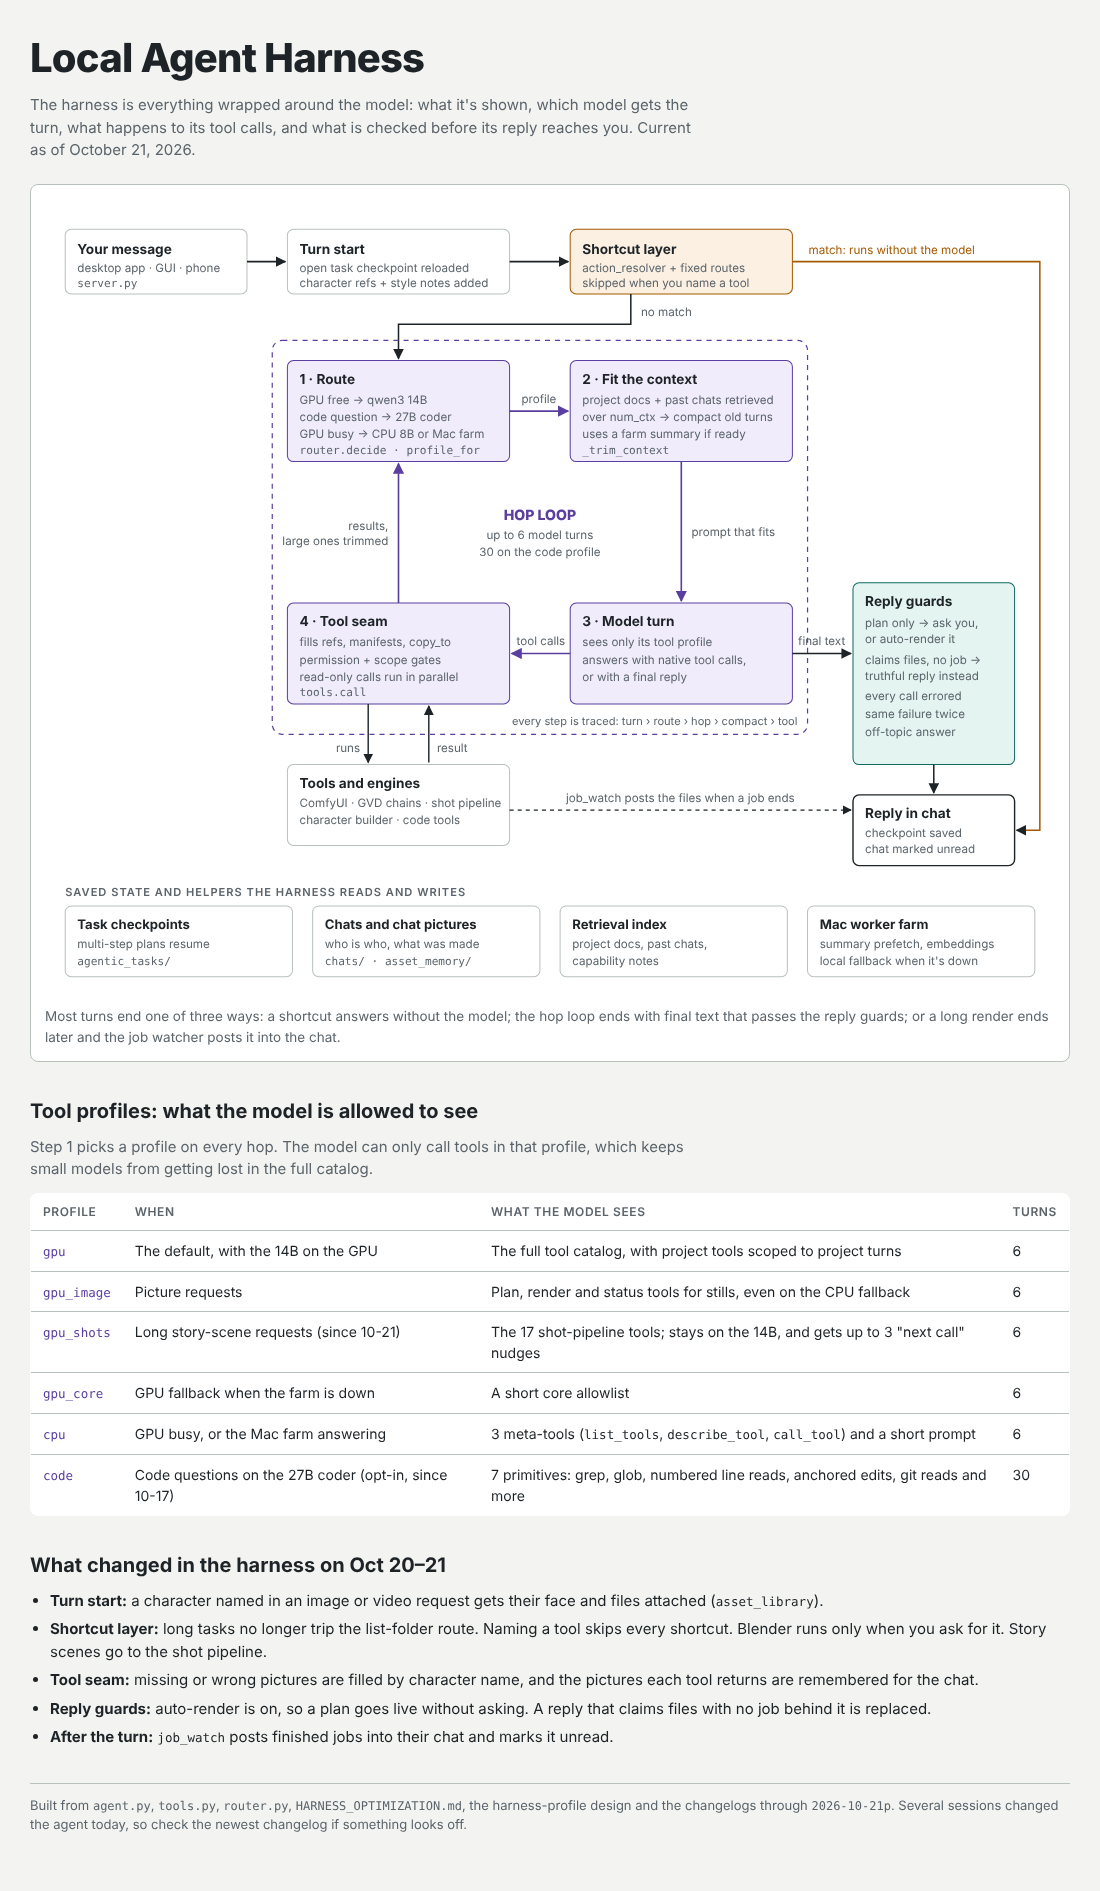 Local Agent Harness
The harness is everything wrapped around the model: what it's shown, which model gets the
turn, what happens to its tool calls, and what is checked before its reply reaches you. Current
as of October 21, 2026.
Your message
desktop app · GUI · phone
server.py
Turn start
open task checkpoint reloaded
character refs + style notes added
Shortcut layer
action_resolver + fixed routes
skipped when you name a tool
match: runs without the model
no match
1 · Route
GPU free → qwen3 14B
code question → 27B coder
GPU busy → CPU 8B or Mac farm
router.decide · profile_for
profile
2 · Fit the context
project docs + past chats retrieved
over num_ctx → compact old turns
uses a farm summary if ready
_trim_context
results,
large ones trimmed
HOP LOOP
up to 6 model turns
30 on the code profile
prompt that fits
4 · Tool seam
fills refs, manifests, copy_to
permission + scope gates
read-only calls run in parallel
tools.call
tool calls
3 · Model turn
sees only its tool profile
answers with native tool calls,
or with a final reply
final text
Reply guards
plan only → ask you,
or auto-render it
claims files, no job →
truthful reply instead
every call errored
same failure twice
off-topic answer
every step is traced: turn › route › hop › compact › tool
runs
result
Tools and engines
ComfyUI · GVD chains · shot pipeline
character builder · code tools
job_watch posts the files when a job ends
Reply in chat
checkpoint saved
chat marked unread
SAVED STATE AND HELPERS THE HARNESS READS AND WRITES
Task checkpoints
multi-step plans resume
agentic_tasks/
Chats and chat pictures
who is who, what was made
chats/ · asset_memory/
Retrieval index
project docs, past chats,
capability notes
Mac worker farm
summary prefetch, embeddings
local fallback when it's down
Most turns end one of three ways: a shortcut answers without the model; the hop loop ends with final text that passes the reply guards; or a long render ends
later and the job watcher posts it into the chat.
Tool profiles: what the model is allowed to see
Step 1 picks a profile on every hop. The model can only call tools in that profile, which keeps
small models from getting lost in the full catalog.
PROFILE WHEN WHAT THE MODEL SEES TURNS
gpu The default, with the 14B on the GPU The full tool catalog, with project tools scoped to project turns 6
gpu_image Picture requests Plan, render and status tools for stills, even on the CPU fallback 6
gpu_shots Long story-scene requests (since 10-21) The 17 shot-pipeline tools; stays on the 14B, and gets up to 3 "next call" 6
nudges
gpu_core GPU fallback when the farm is down A short core allowlist 6
cpu GPU busy, or the Mac farm answering 3 meta-tools (list_tools, describe_tool, call_tool) and a short prompt 6
code Code questions on the 27B coder (opt-in, since 7 primitives: grep, glob, numbered line reads, anchored edits, git reads and 30
10-17) more
What changed in the harness on Oct 20–21
• Turn start: a character named in an image or video request gets their face and files attached (asset_library).
• Shortcut layer: long tasks no longer trip the list-folder route. Naming a tool skips every shortcut. Blender runs only when you ask for it. Story
scenes go to the shot pipeline.
• Tool seam: missing or wrong pictures are filled by character name, and the pictures each tool returns are remembered for the chat.
• Reply guards: auto-render is on, so a plan goes live without asking. A reply that claims files with no job behind it is replaced.
• After the turn: job_watch posts finished jobs into their chat and marks it unread.
Built from agent.py, tools.py, router.py, HARNESS_OPTIMIZATION.md, the harness-profile design and the changelogs through 2026-10-21p. Several sessions changed
the agent today, so check the newest changelog if something looks off.